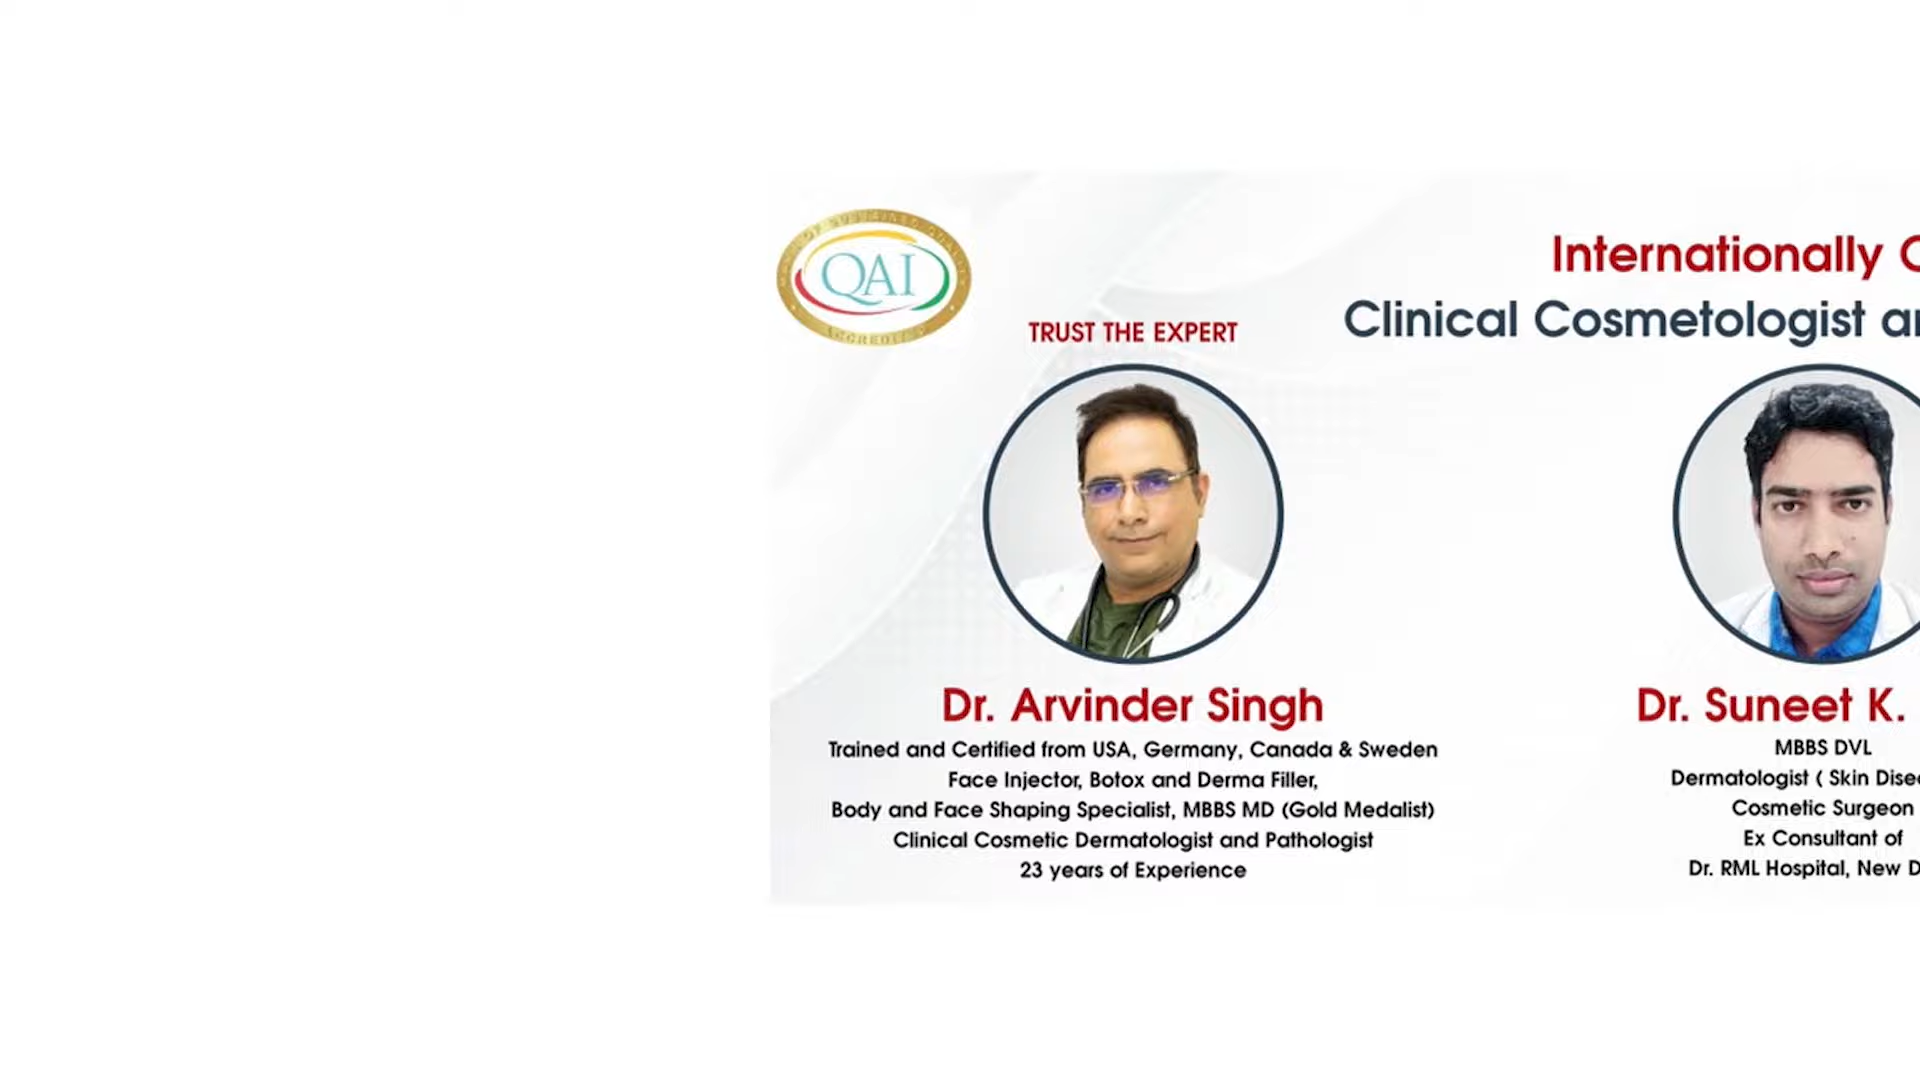 QAI
ACCREDITED
Internationally
Clinical Cosmetologist
TRUST THE EXPERT
Dr. Arvinder Singh
Trained and Certified from USA, Germany, Canada & Sweden
Face Injector, Botox and Derma Filler,
Body and Face Shaping Specialist, MBBS MD (Gold Medalist)
Clinical Cosmetic Dermatologist and Pathologist
23 years of Experience
Dr. Suneet K.
MBBS DVL
Dermatologist ( Skin
Cosmetic Surgeon
Ex Consultant of
Dr. RML Hospital, New